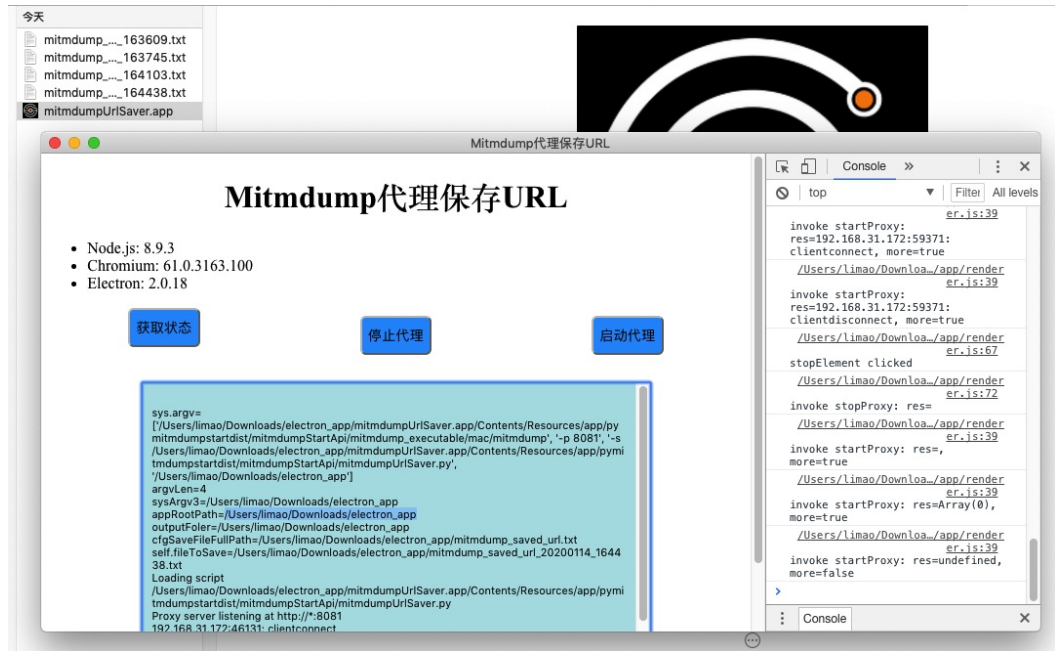 今天
mitmdump_..._163609.txt
mitmdump_..._163745.txt
mitmdump_..._164103.txt
mitmdump_..._164438.txt
mitmdumpUrlSaver.app
Mitmdump代理保存URL
Mitmdump代理保存URL
Node.js: 8.9.3
Chromium: 61.0.3163.100
Electron: 2.0.18
获取状态
停止代理
启动代理
sys.argv=
['/Users/limao/Downloads/electron_app/mitmdumpUrlSaver.app/Contents/Resources/app/py
mitmdumpstartdist/mitmdumpStartApi/mitmdump_executable/mac/mitmdump', '-p 8081', '-s
/Users/limao/Downloads/electron_app/mitmdumpUrlSaver.app/Contents/Resources/app/pymi
tmdumpstartdist/mitmdumpStartApi/mitmdumpUrlSaver.py',
'/Users/limao/Downloads/electron_app']
argvLen=4
sysArgv3=/Users/limao/Downloads/electron_app
appRootPath=/Users/limao/Downloads/electron_app
outputFoler=/Users/limao/Downloads/electron_app
cfgSaveFileFullPath=/Users/limao/Downloads/electron_app/mitmdump_saved_url.txt
self.fileToSave=/Users/limao/Downloads/electron_app/mitmdump_saved_url_20200114_1644
38.txt
Loading script
/Users/limao/Downloads/electron_app/mitmdumpUrlSaver.app/Contents/Resources/app/pymi
tmdumpstartdist/mitmdumpStartApi/mitmdumpUrlSaver.py
Proxy server listening at http://*:8081
192.168.31.172:46131: clientconnect
Console
top
Filter
All levels
er.js:39
invoke startProxy:
res=192.168.31.172:59371:
clientconnect, more=true
/Users/limao/Downloa…/app/render
er.js:39
invoke startProxy:
res=192.168.31.172:59371:
clientdisconnect, more=true
/Users/limao/Downloa…/app/render
er.js:67
stopElement clicked
/Users/limao/Downloa…/app/render
er.js:72
invoke stopProxy: res=
/Users/limao/Downloa…/app/render
er.js:39
invoke startProxy: res=,
more=true
/Users/limao/Downloa…/app/render
er.js:39
invoke startProxy: res=Array(0),
more=true
/Users/limao/Downloa…/app/render
er.js:39
invoke startProxy: res=undefined,
more=false
Console